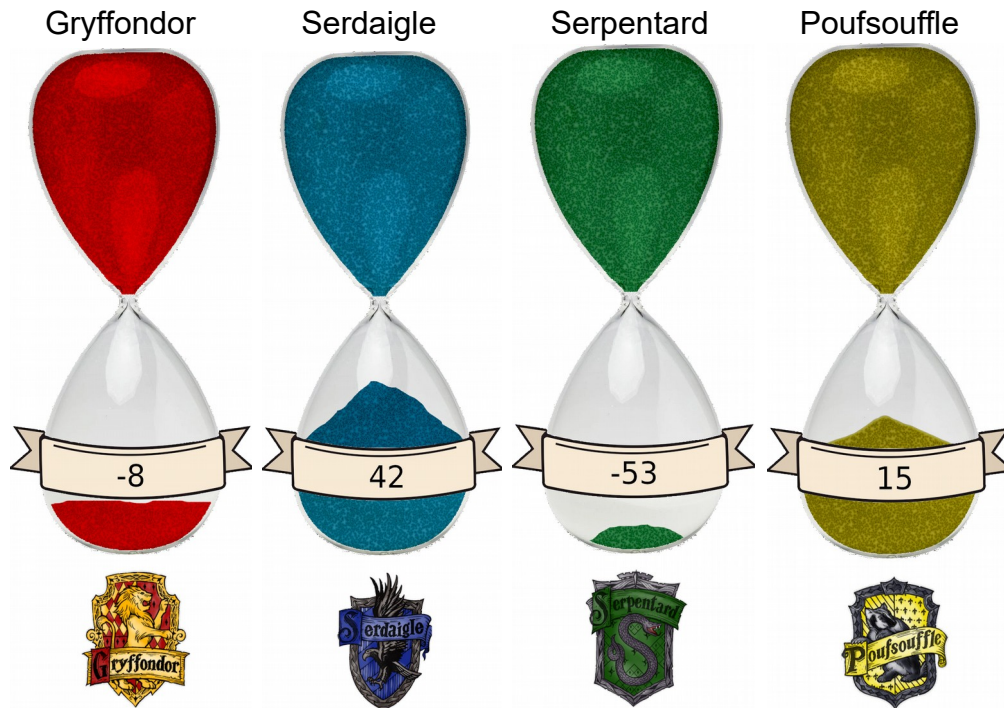 Gryffondor
Serdaigle
Serpentard
Poufsouffle
-8
42
-53
15
Gryffondor
Serdaigle
Serpentard
Poufsouffle